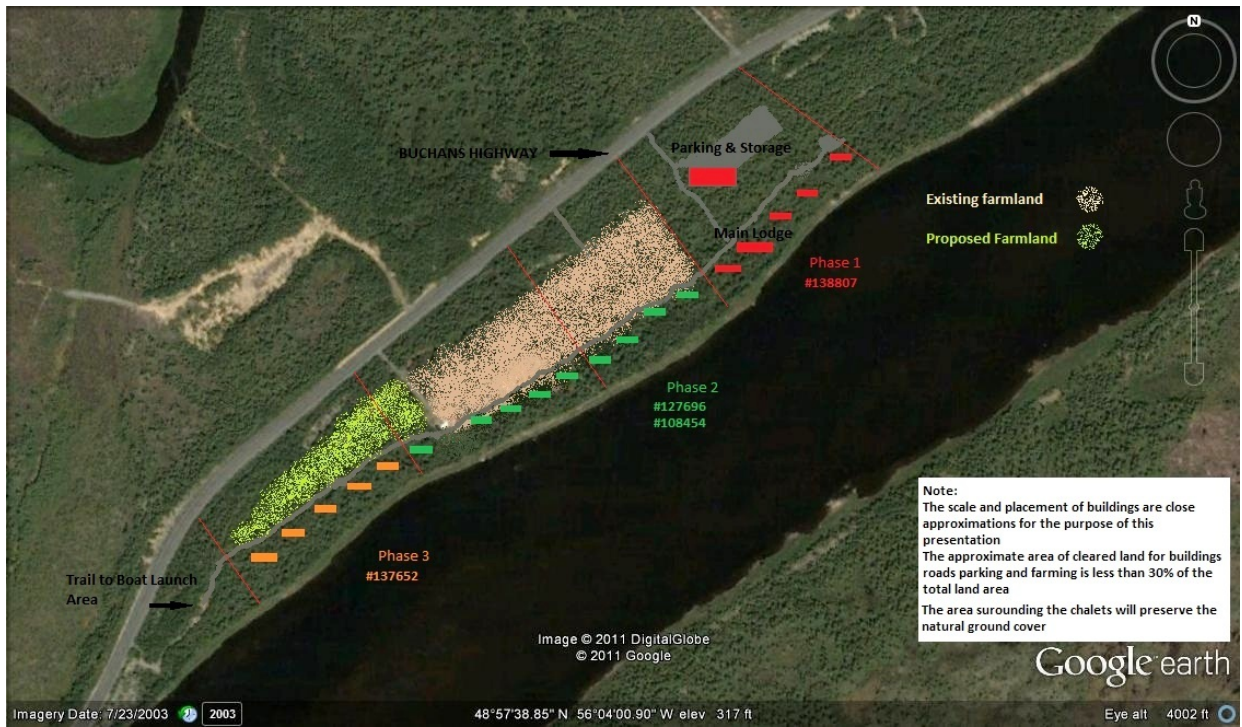 N
BUCHANS HIGHWAY
Parking & Storage
Existing farmland
Proposed Farmland
Main Lodge
Phase 1
#138807
Phase 2
#127696
#108454
Note:
The scale and placement of buildings are close
approximations for the purpose of this
presentation
The approximate area of cleared land for buildings
roads parking and farming is less than 30% of the
total land area
The area surounding the chalets will preserve the
natural ground cover
Phase 3
#137652
Trail to Boat Launch
Area
Image © 2011 DigitalGlobe
© 2011 Google
Google earth
Imagery Date: 7/23/2003 2003 48°57'38.85" N 56°04'00.90" W elev 317 ft Eye alt 4002 ft